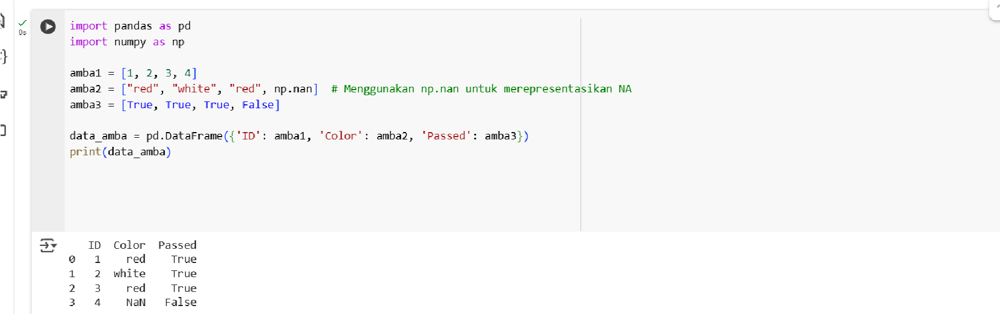 0s
import pandas as pd
import numpy as np
amba1 = [1, 2, 3, 4]
amba2 = ["red", "white", "red", np.nan]  # Menggunakan np.nan untuk merepresentasikan NA
amba3 = [True, True, True, False]
data_amba = pd.DataFrame({'ID': amba1, 'Color': amba2, 'Passed': amba3})
print(data_amba)
   ID  Color  Passed
0   1    red    True
1   2  white    True
2   3    red    True
3   4    NaN   False